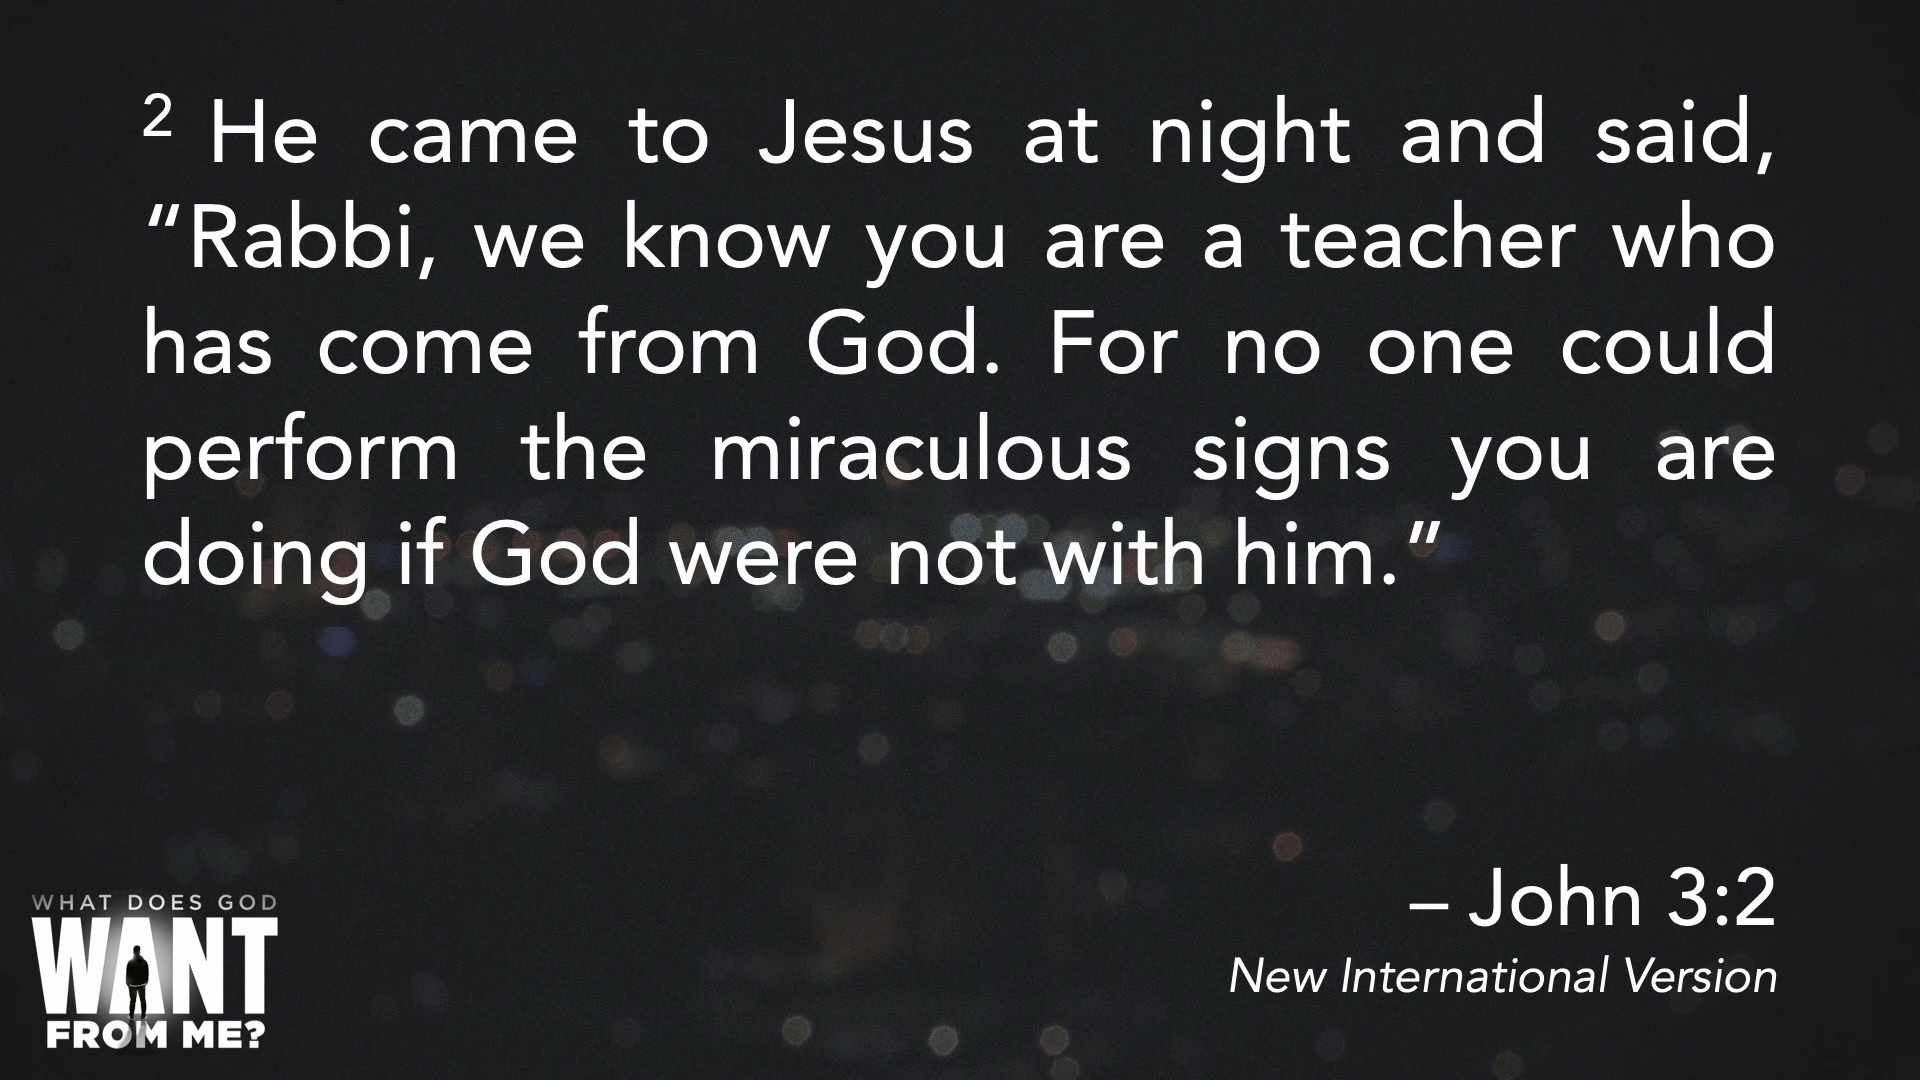 ² He came to Jesus at night and said,
“Rabbi, we know you are a teacher who
has come from God. For no one could
perform the miraculous signs you are
doing if God were not with him.”
– John 3:2
New International Version
WHAT DOES GOD
WANT
FROM ME?